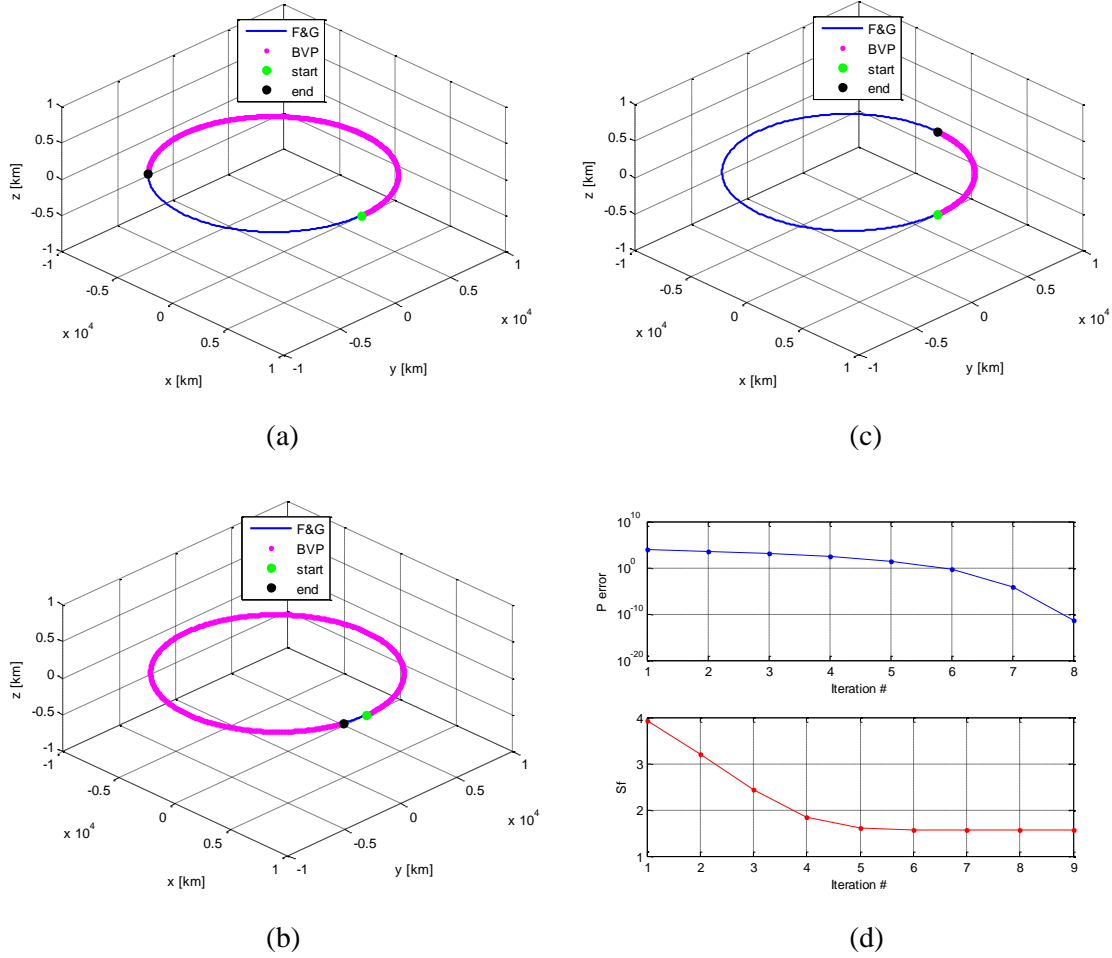 F&G
BVP
start
end
1
0.5
0
-0.5
-1
z [km]
-1
-0.5
0
0.5
1
x 10^4
x [km]
-1
-0.5
0
0.5
1
x 10^4
y [km]
(a)
F&G
BVP
start
end
1
0.5
0
-0.5
-1
z [km]
-1
-0.5
0
0.5
1
x 10^4
x [km]
-1
-0.5
0
0.5
1
x 10^4
y [km]
(c)
F&G
BVP
start
end
1
0.5
0
-0.5
-1
z [km]
-1
-0.5
0
0.5
1
x 10^4
x [km]
-1
-0.5
0
0.5
1
x 10^4
y [km]
(b)
10^10
10^0
10^-10
10^-20
P error
1 2 3 4 5 6 7 8
Iteration #
4
3
2
1
Sf
1 2 3 4 5 6 7 8 9
Iteration #
(d)